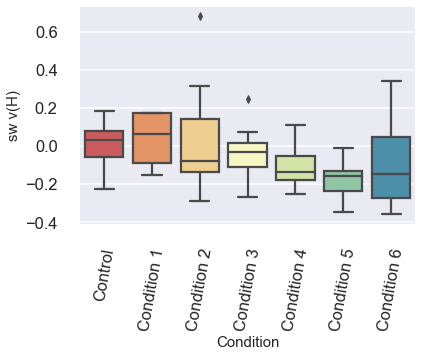 sw v(H)
0.6
0.4
0.2
0.0
−0.2
−0.4
Control
Condition 1
Condition 2
Condition 3
Condition 4
Condition 5
Condition 6
Condition